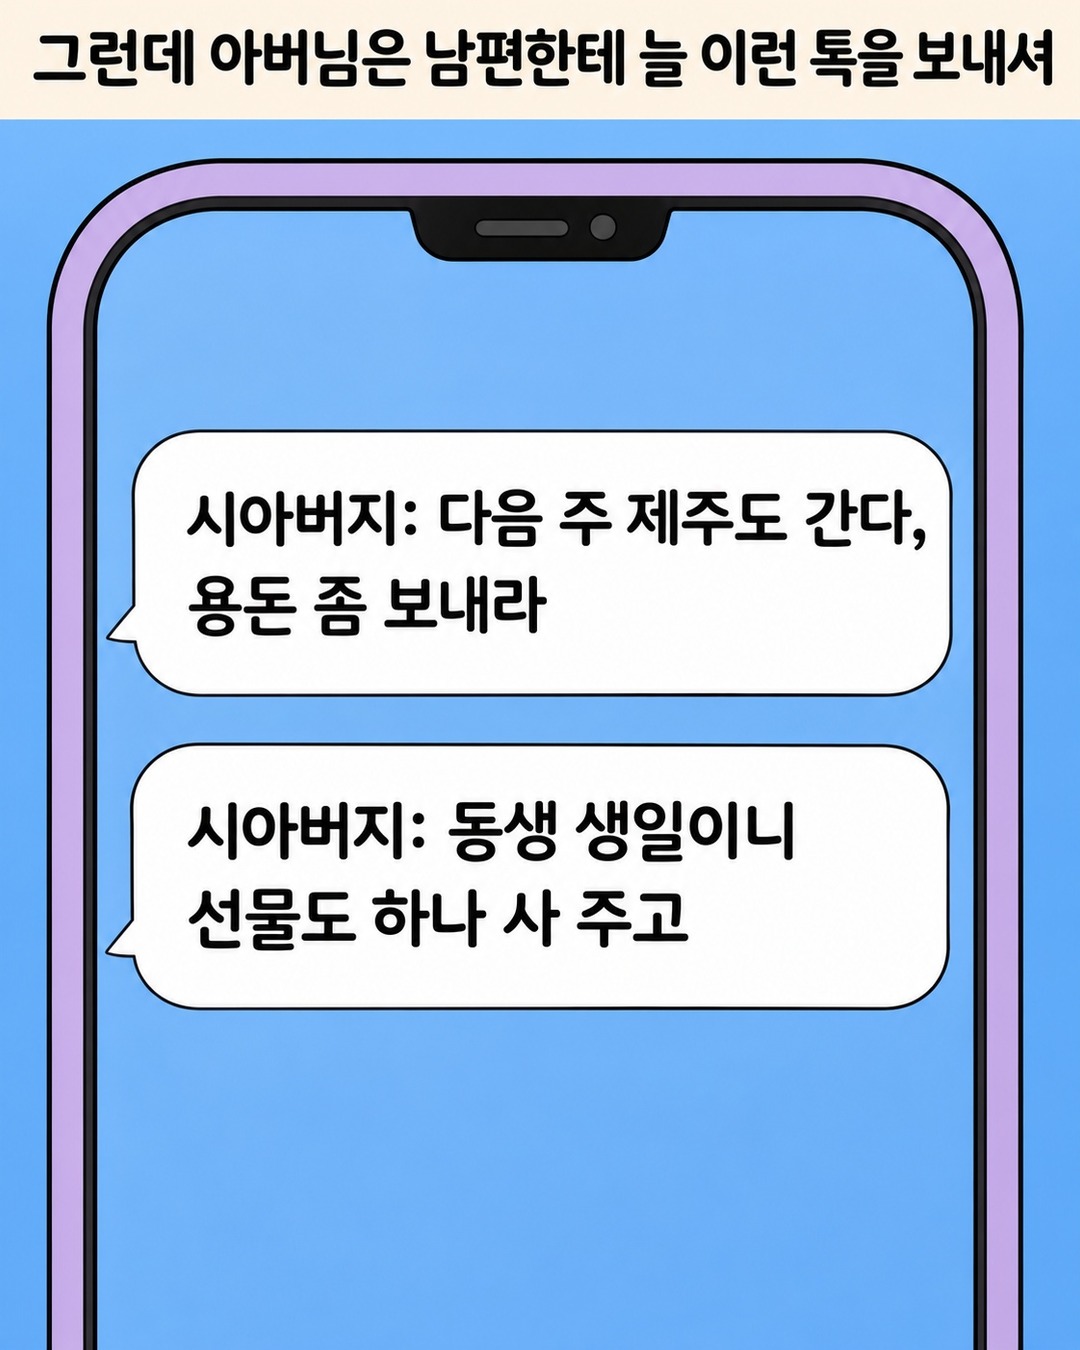 그런데 아버님은 남편한테 늘 이런 톡을 보내셔
시아버지: 다음 주 제주도 간다,
용돈 좀 보내라
시아버지: 동생 생일이니
선물도 하나 사 주고